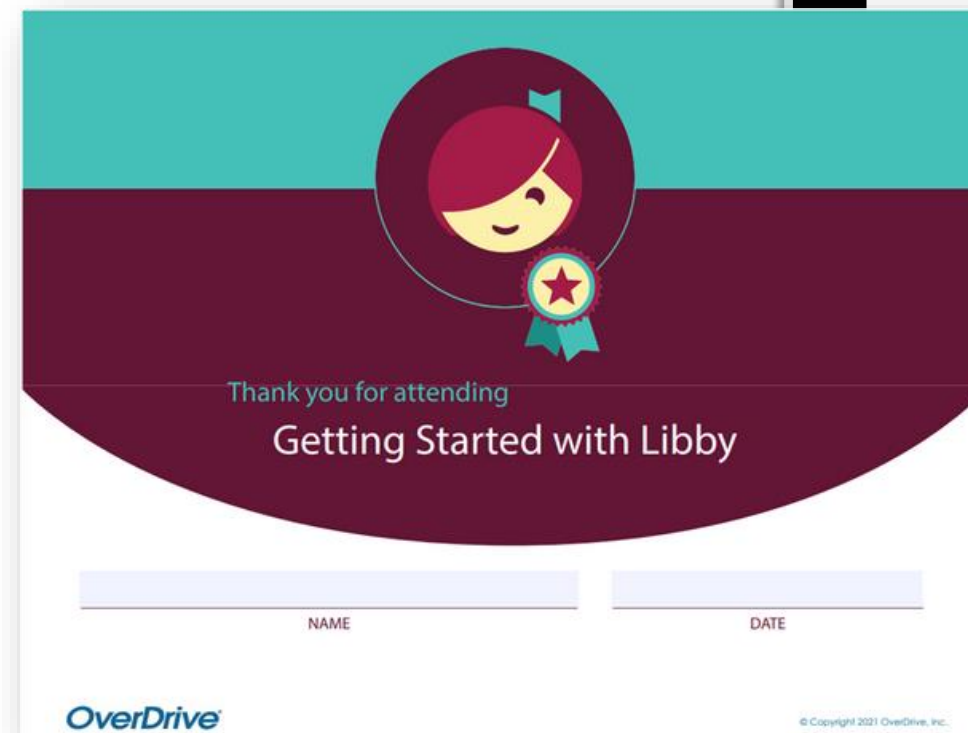 Thank you for attending
Getting Started with Libby
NAME
DATE
OverDrive®
© Copyright 2021 OverDrive, Inc.